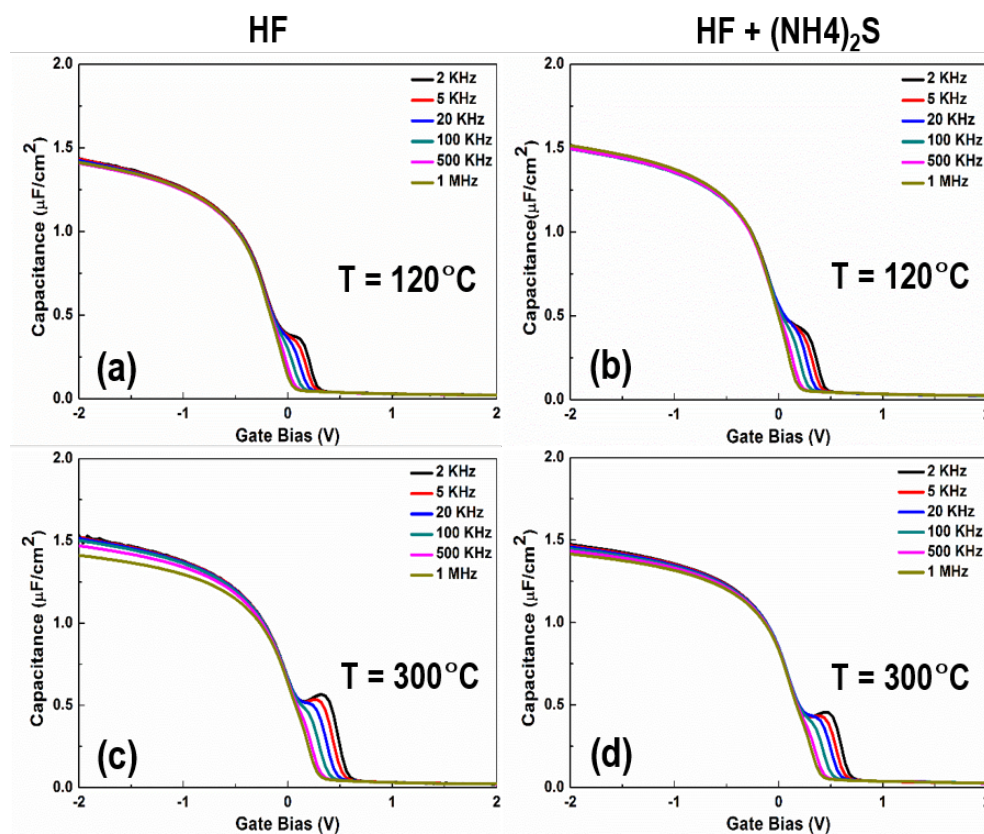 HF
HF + (NH4)₂S
2.0
1.5
1.0
0.5
0.0
Capacitance (µF/cm²)
2 KHz
5 KHz
20 KHz
100 KHz
500 KHz
1 MHz
T = 120°C
(a)
-2
-1
0
1
2
Gate Bias (V)
2.0
1.5
1.0
0.5
0.0
Capacitance(µF/cm²)
2 KHz
5 KHz
20 KHz
100 KHz
500 KHz
1 MHz
T = 120°C
(b)
-2
-1
0
1
2
Gate Bias (V)
2.0
1.5
1.0
0.5
0.0
Capacitance (µF/cm²)
2 KHz
5 KHz
20 KHz
100 KHz
500 KHz
1 MHz
T = 300°C
(c)
-2
-1
0
1
2
Gate Bias (V)
2.0
1.5
1.0
0.5
0.0
Capacitance (µF/cm²)
2 KHz
5 KHz
20 KHz
100 KHz
500 KHz
1 MHz
T = 300°C
(d)
-2
-1
0
1
2
Gate Bias (V)